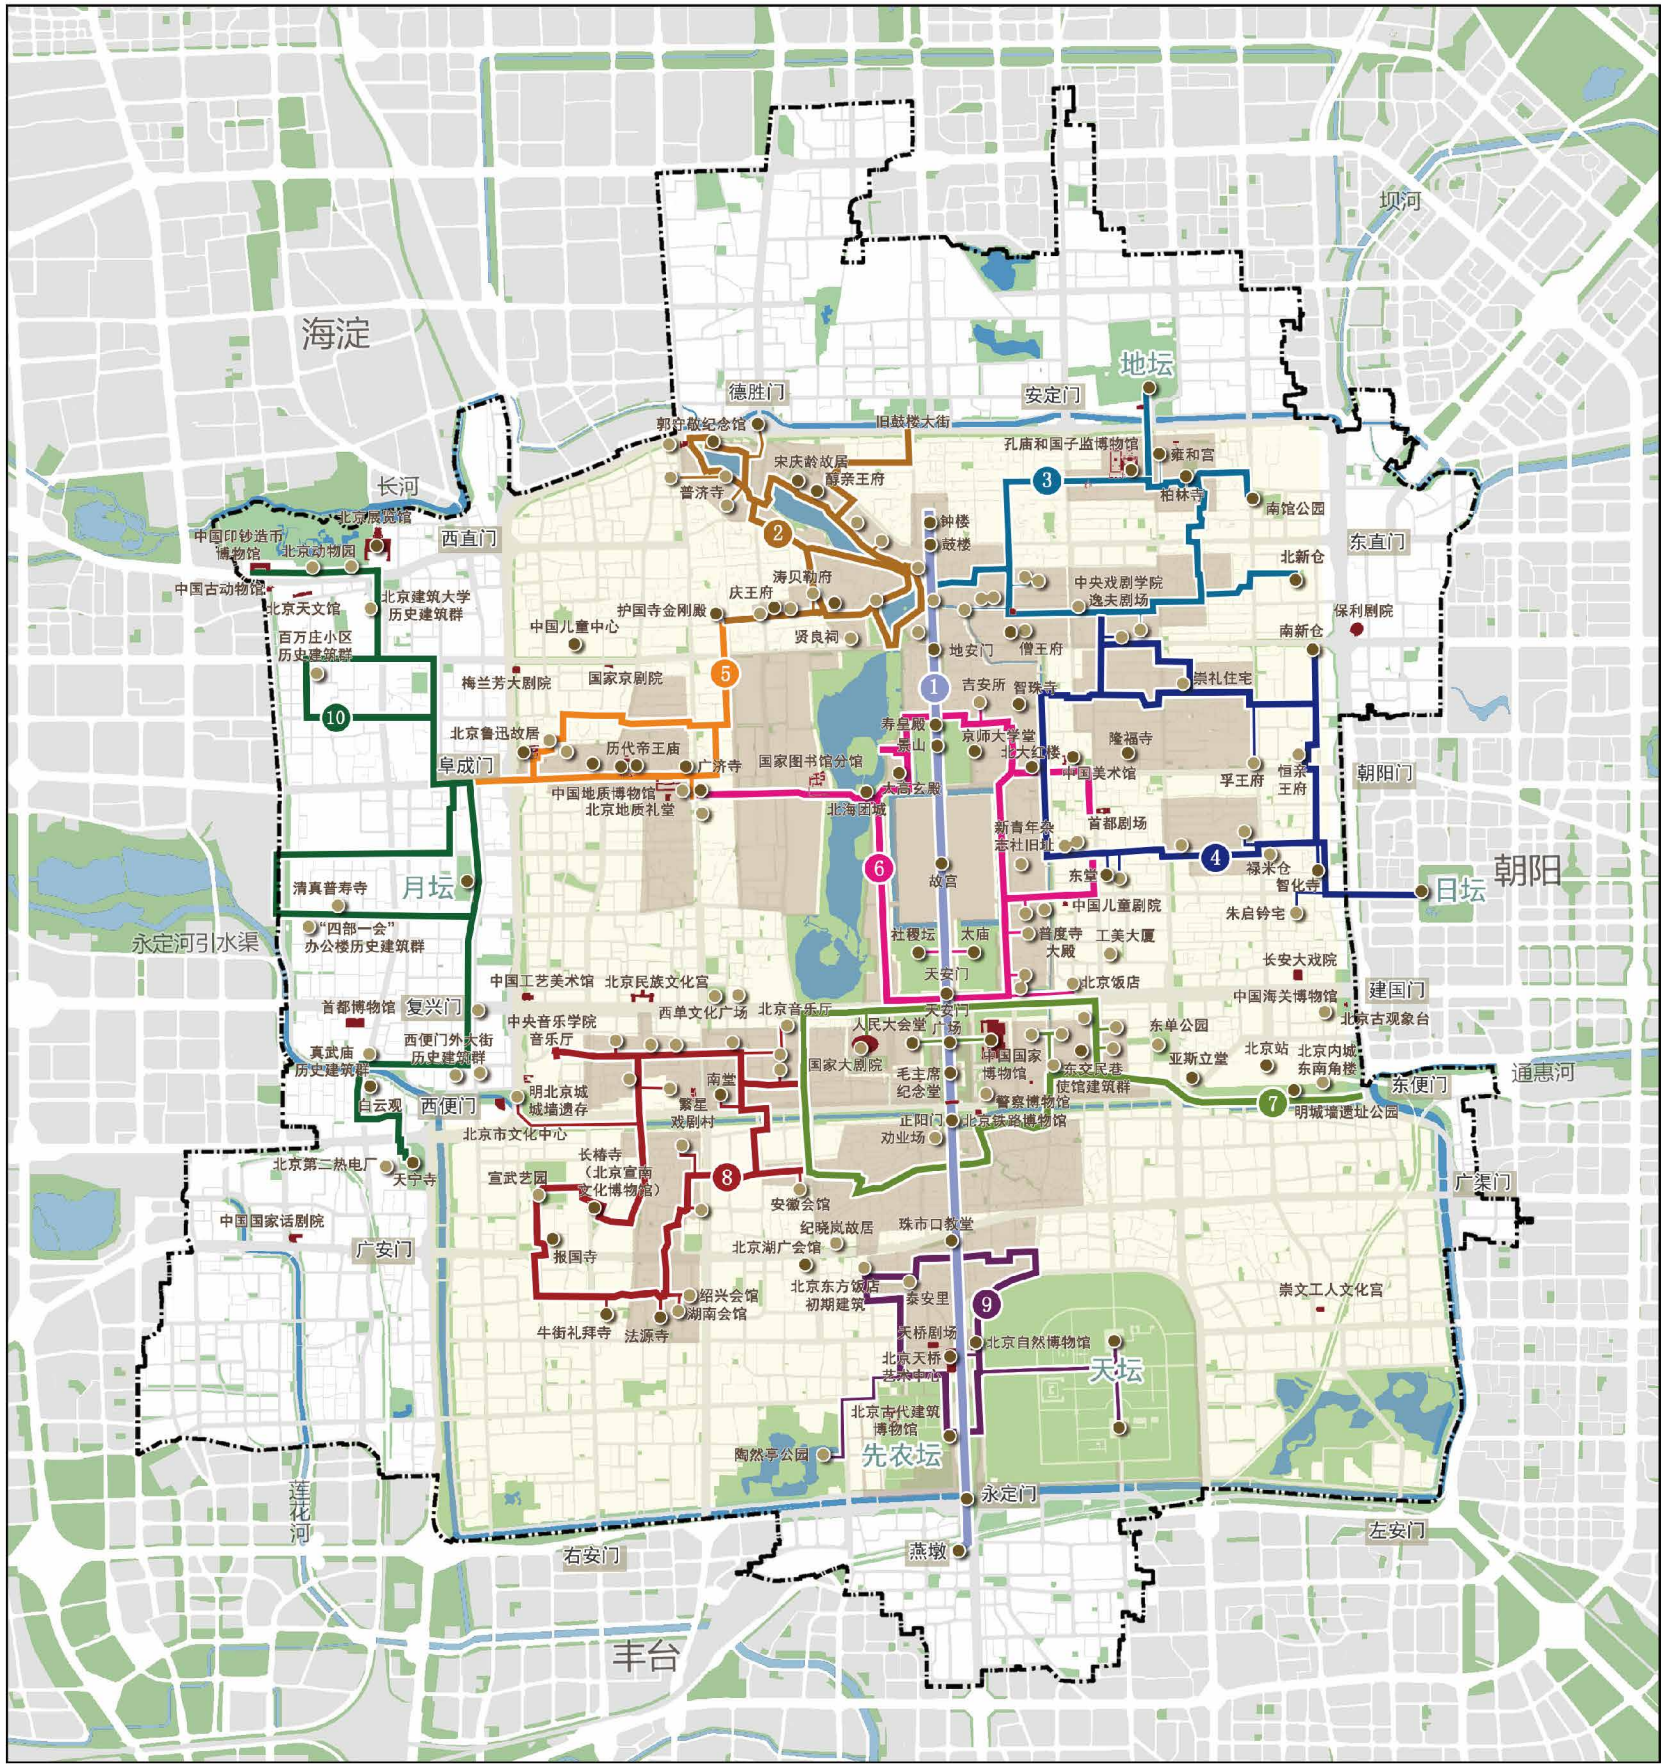 坝河
海淀
地坛
德胜门
安定门
郭守敬纪念馆
旧鼓楼大街
孔庙和国子监博物馆
雍和宫
宋庆龄故居
醇亲王府
3
长河
普济寺
柏林寺
南馆公园
北京展览馆
中国印钞造币
博物馆
北京动物园
西直门
2
钟楼
鼓楼
东直门
北新仓
中国古动物馆
北京天文馆
北京建筑大学
历史建筑群
涛贝勒府
庆王府
中央戏剧学院
逸夫剧场
护国寺金刚殿
保利剧院
百万庄小区
历史建筑群
中国儿童中心
贤良祠
地安门
僧王府
南新仓
梅兰芳大剧院
国家京剧院
5
1
吉安所
智珠寺
崇礼住宅
10
寿皇殿
景山
京师大学堂
北大红楼
隆福寺
北京鲁迅故居
历代帝王庙
广济寺
国家图书馆分馆
中国美术馆
孚王府
恒亲
王府
朝阳门
阜成门
中国地质博物馆
北京地质礼堂
大高玄殿
北海团城
新青年杂
志社旧址
首都剧场
4
6
故宫
东堂
禄米仓
智化寺
朝阳
月坛
日坛
清真普寿寺
中国儿童剧院
朱启钤宅
“四部一会”
办公楼历史建筑群
永定河引水渠
社稷坛
太庙
普度寺
大殿
工美大厦
长安大戏院
天安门
北京饭店
中国工艺美术馆
北京民族文化宫
西单文化广场
北京音乐厅
建国门
中国海关博物馆
北京古观象台
首都博物馆
复兴门
天安门
广场
人民大会堂
中央音乐学院
音乐厅
东单公园
西便门外大街
历史建筑群
真武庙
历史建筑群
国家大剧院
中国国家
博物馆
东交民巷
使馆建筑群
亚斯立堂
北京站
北京内城
东南角楼
通惠河
东便门
毛主席
纪念堂
南堂
白云观
西便门
明北京城
城墙遗存
繁星
戏剧村
警察博物馆
7
明城墙遗址公园
正阳门
北京铁路博物馆
劝业场
北京市文化中心
长椿寺
（北京宣南
文化博物馆）
北京第二热电厂
天宁寺
宣武艺园
8
安徽会馆
广渠门
中国国家话剧院
广安门
纪晓岚故居
珠市口教堂
北京湖广会馆
报国寺
北京东方饭店
初期建筑
泰安里
9
崇文工人文化宫
绍兴会馆
湖南会馆
牛街礼拜寺
法源寺
天桥剧场
北京自然博物馆
北京天桥
艺术中心
天坛
北京古代建筑
博物馆
陶然亭公园
先农坛
莲花河
永定门
左安门
右安门
燕墩
丰台